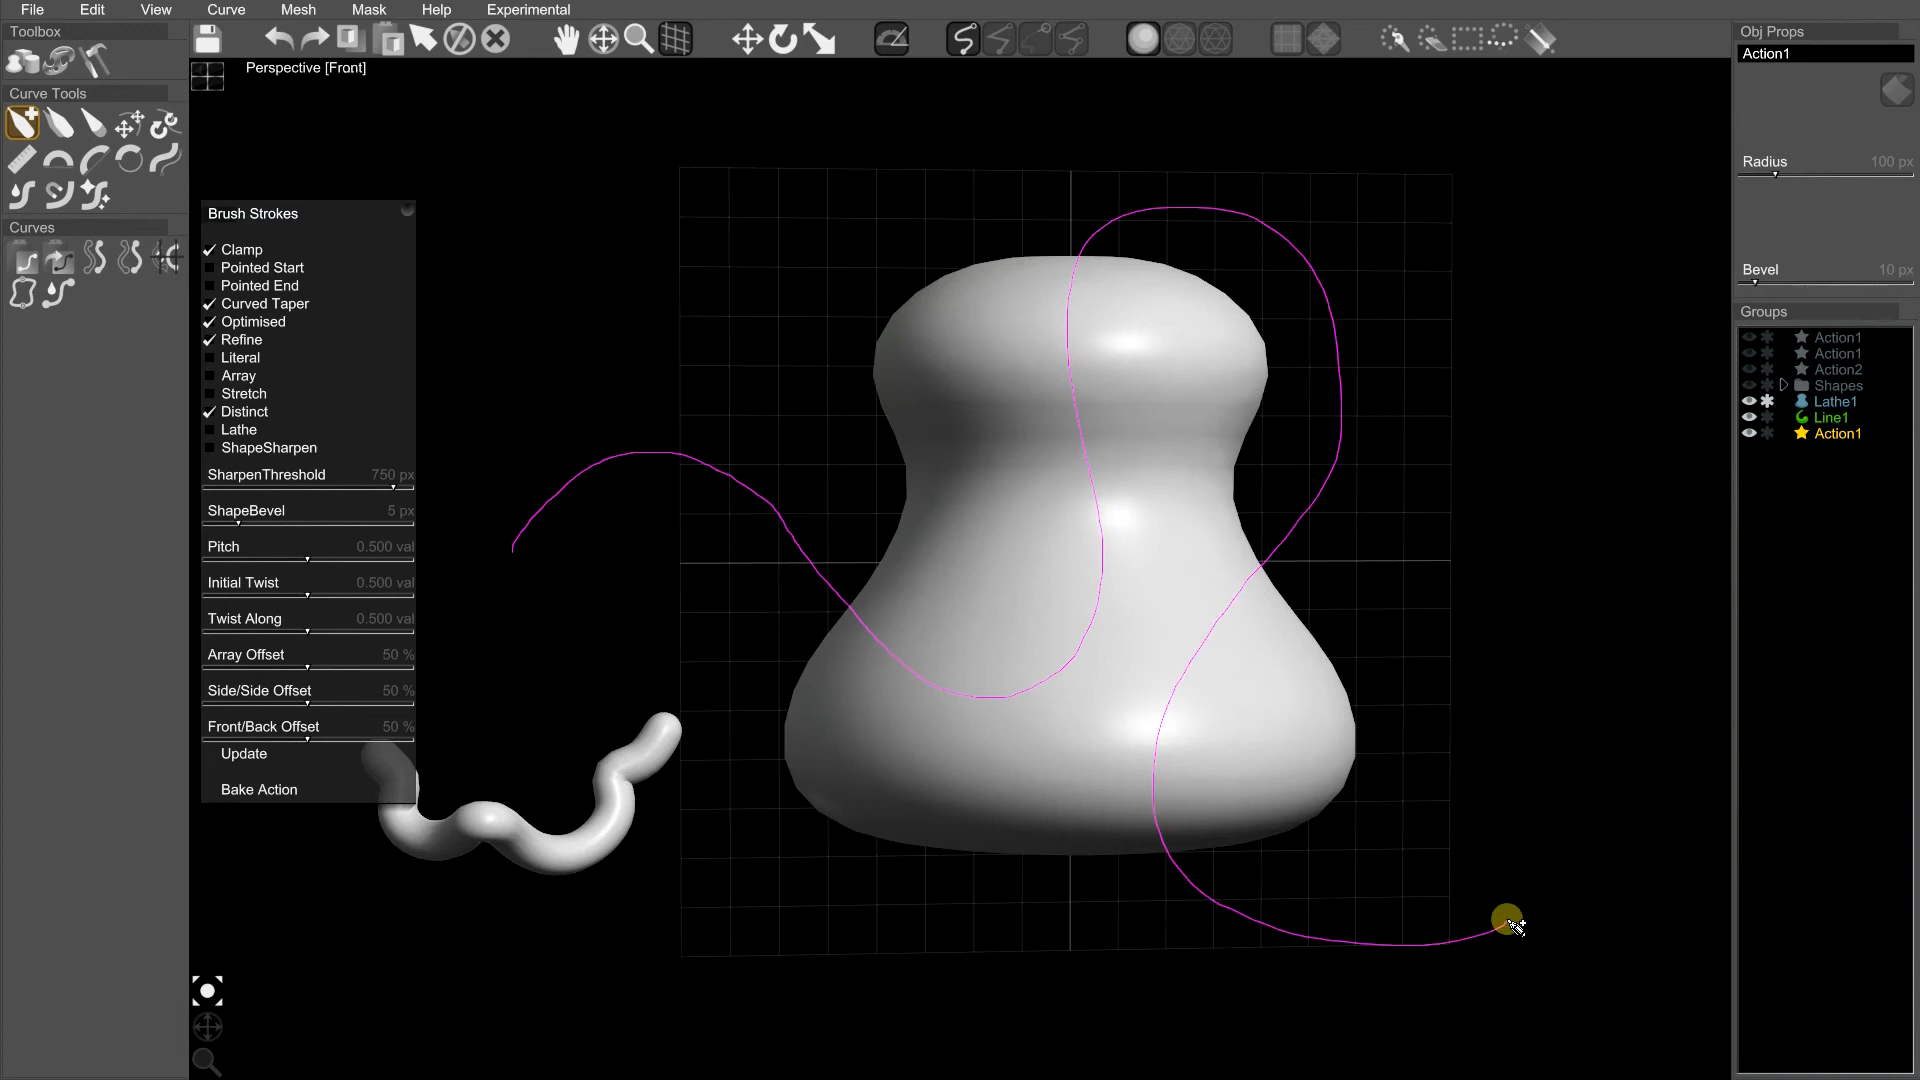 File Edit View Curve Mesh Mask Help Experimental
Toolbox
Curve Tools
Curves
Perspective [Front]
Brush Strokes
Clamp
Pointed Start
Pointed End
Curved Taper
Optimised
Refine
Literal
Array
Stretch
Distinct
Lathe
ShapeSharpen
SharpenThreshold 750 px
ShapeBevel 5 px
Pitch 0.500 val
Initial Twist 0.500 val
Twist Along 0.500 val
Array Offset 50 %
Side/Side Offset 50 %
Front/Back Offset 50 %
Update
Bake Action
Obj Props
Action1
Radius 100 px
Bevel 10 px
Groups
Action1
Action1
Action2
Shapes
Lathe1
Line1
Action1